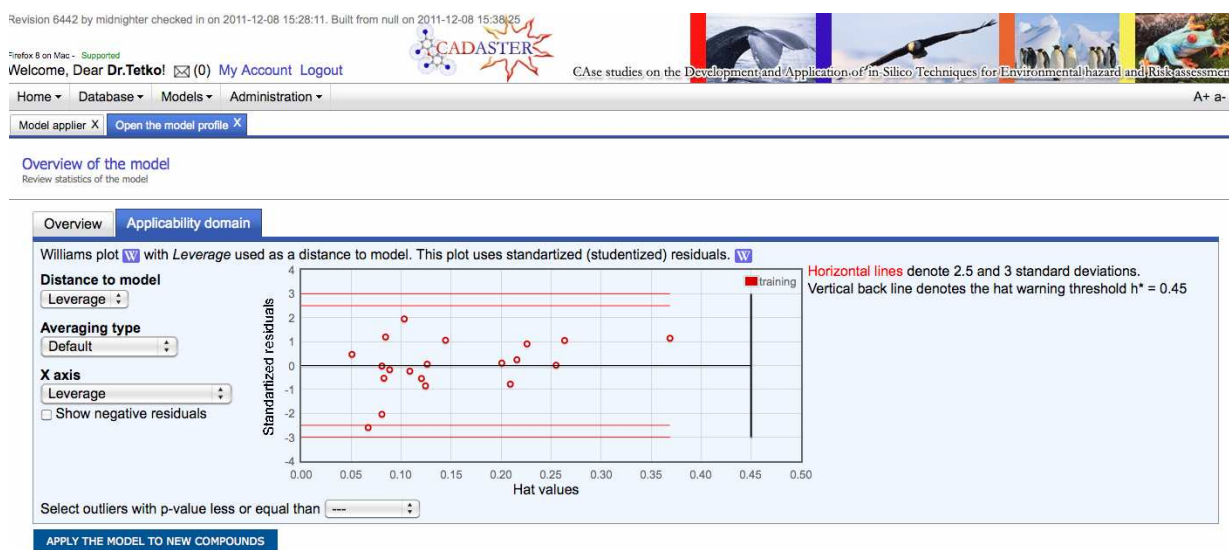 Revision 6442 by midnighter checked in on 2011-12-08 15:28:11. Built from null on 2011-12-08 15:38:25
Firefox 8 on Mac - Supported
CADASTER
Welcome, Dear Dr.Tetko! (0) My Account Logout
CAse studies on the Development and Application of in-Silico Techniques for Environmental hazard and Risk assessmen
Home Database Models Administration A+ a-
Model applier X Open the model profile X
Overview of the model
Review statistics of the model
Overview Applicability domain
Williams plot W with Leverage used as a distance to model. This plot uses standartized (studentized) residuals. W
Distance to model
Leverage
Averaging type
Default
X axis
Leverage
Show negative residuals
Standartized residuals
4
3
2
1
0
-1
-2
-3
-4
training
0.00 0.05 0.10 0.15 0.20 0.25 0.30 0.35 0.40 0.45 0.50
Hat values
Horizontal lines denote 2.5 and 3 standard deviations.
Vertical back line denotes the hat warning threshold h* = 0.45
Select outliers with p-value less or equal than ---
APPLY THE MODEL TO NEW COMPOUNDS